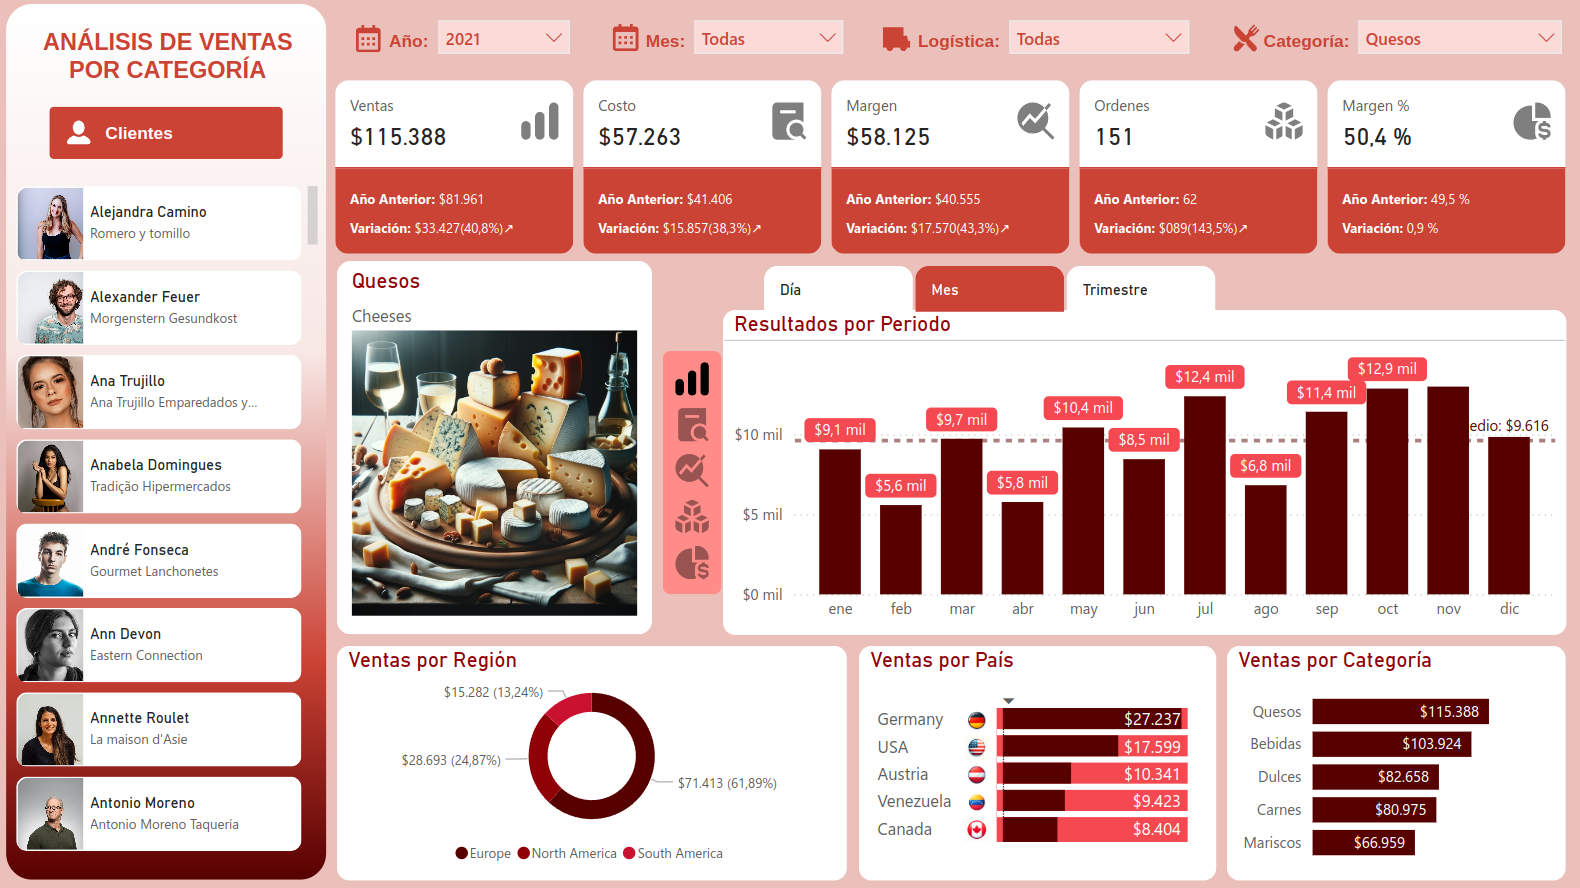 ANÁLISIS DE VENTAS
POR CATEGORÍA
Clientes
Alejandra Camino
Romero y tomillo
Alexander Feuer
Morgenstern Gesundkost
Ana Trujillo
Ana Trujillo Emparedados y...
Anabela Domingues
Tradição Hipermercados
André Fonseca
Gourmet Lanchonetes
Ann Devon
Eastern Connection
Annette Roulet
La maison d'Asie
Antonio Moreno
Antonio Moreno Taquería
Año: 2021
Mes: Todas
Logística: Todas
Categoría: Quesos
Ventas
$115.388
Año Anterior: $81.961
Variación: $33.427(40,8%)↗
Costo
$57.263
Año Anterior: $41.406
Variación: $15.857(38,3%)↗
Margen
$58.125
Año Anterior: $40.555
Variación: $17.570(43,3%)↗
Ordenes
151
Año Anterior: 62
Variación: $089(143,5%)↗
Margen %
50,4 %
Año Anterior: 49,5 %
Variación: 0,9 %
Quesos
Cheeses
Día
Mes
Trimestre
Resultados por Periodo
$10 mil
$5 mil
$0 mil
$9,1 mil
$5,6 mil
$9,7 mil
$5,8 mil
$10,4 mil
$8,5 mil
$12,4 mil
$6,8 mil
$11,4 mil
$12,9 mil
edio: $9.616
ene feb mar abr may jun jul ago sep oct nov dic
Ventas por Región
$15.282 (13,24%)
$28.693 (24,87%)
$71.413 (61,89%)
Europe North America South America
Ventas por País
Germany $27.237
USA $17.599
Austria $10.341
Venezuela $9.423
Canada $8.404
Ventas por Categoría
Quesos $115.388
Bebidas $103.924
Dulces $82.658
Carnes $80.975
Mariscos $66.959